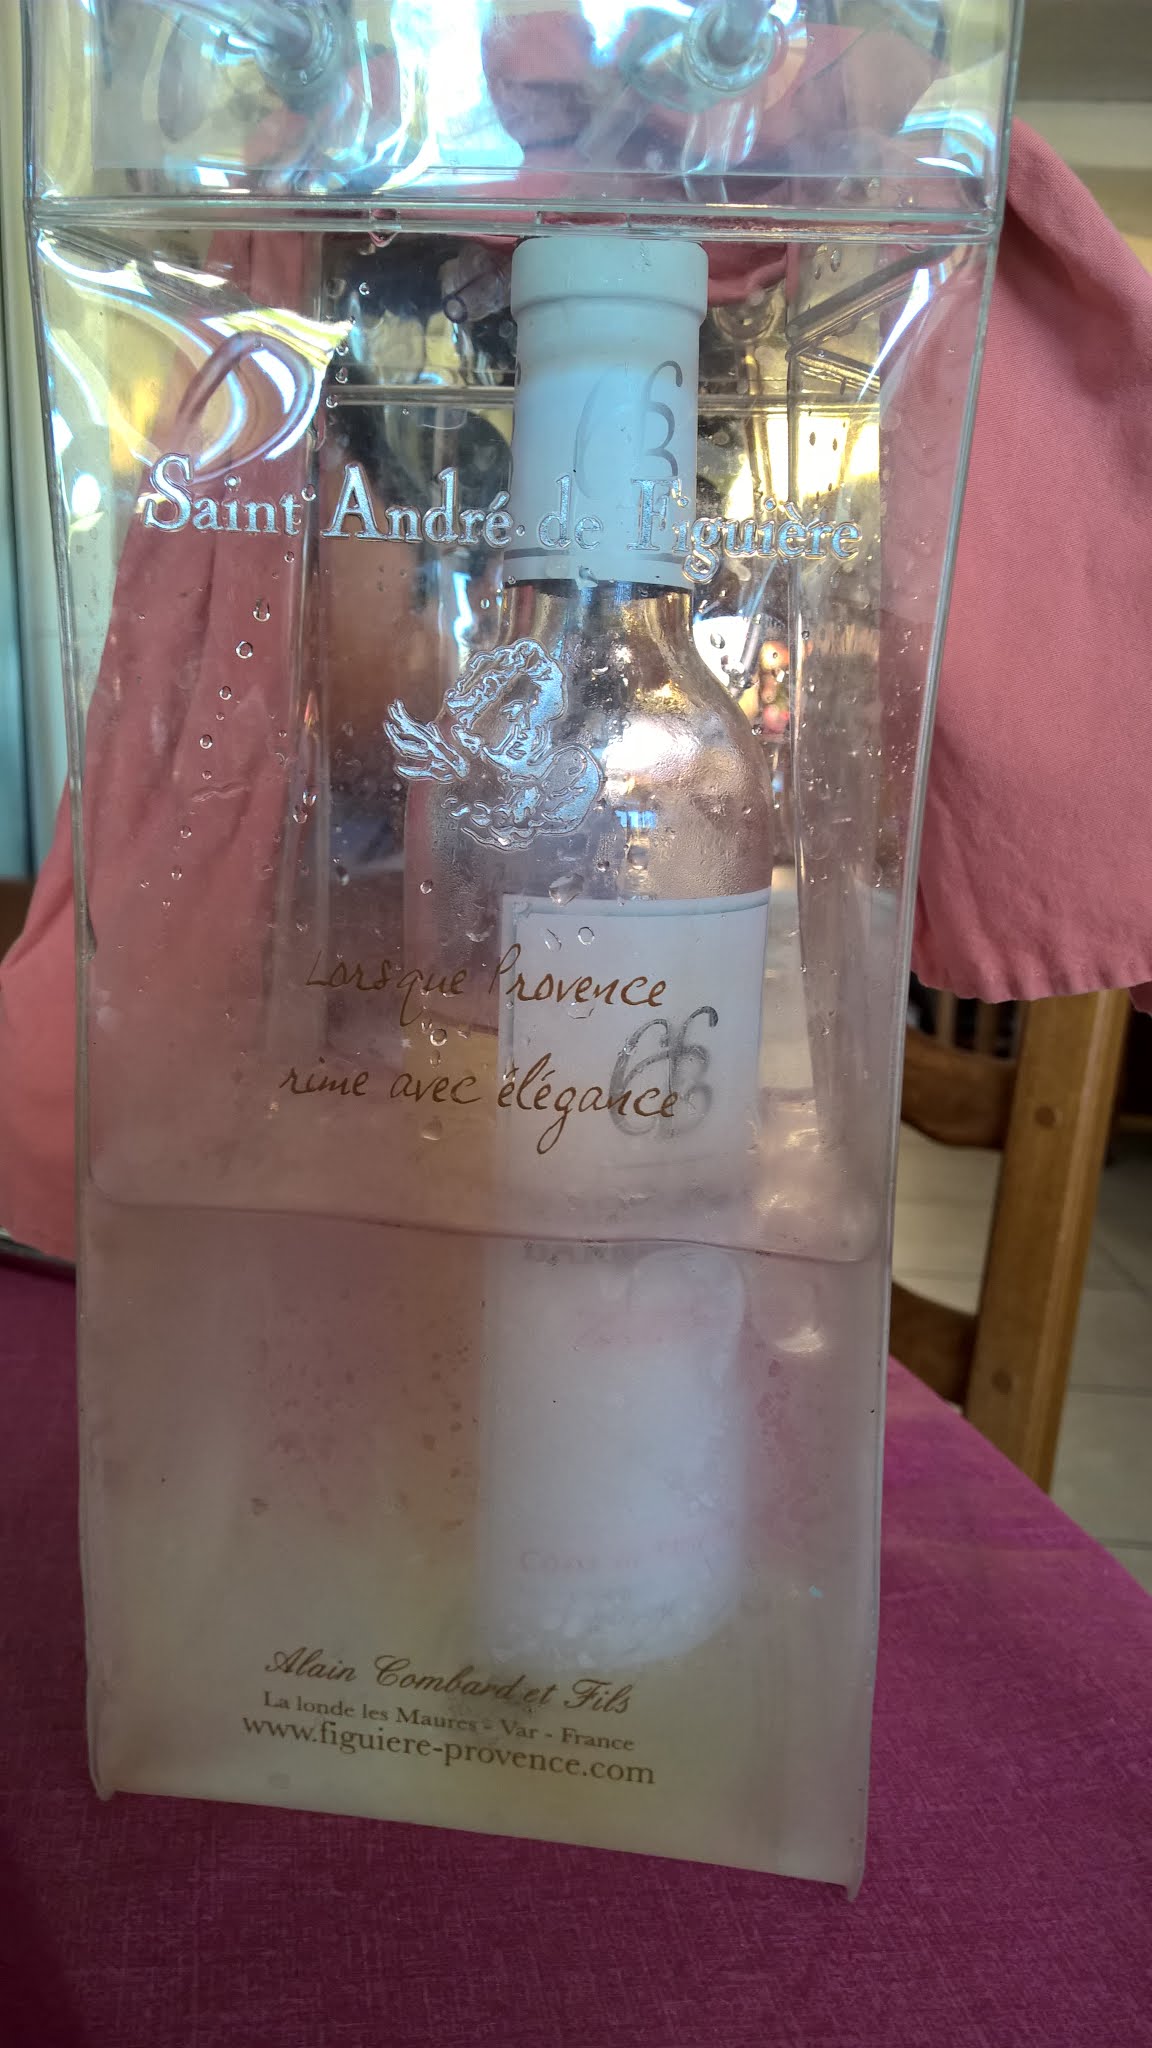 Saint André de Figuière
Lorsque Provence
rime avec élégance
Alain Combard et Fils
La londe les Maures - Var - France
www.figuiere-provence.com